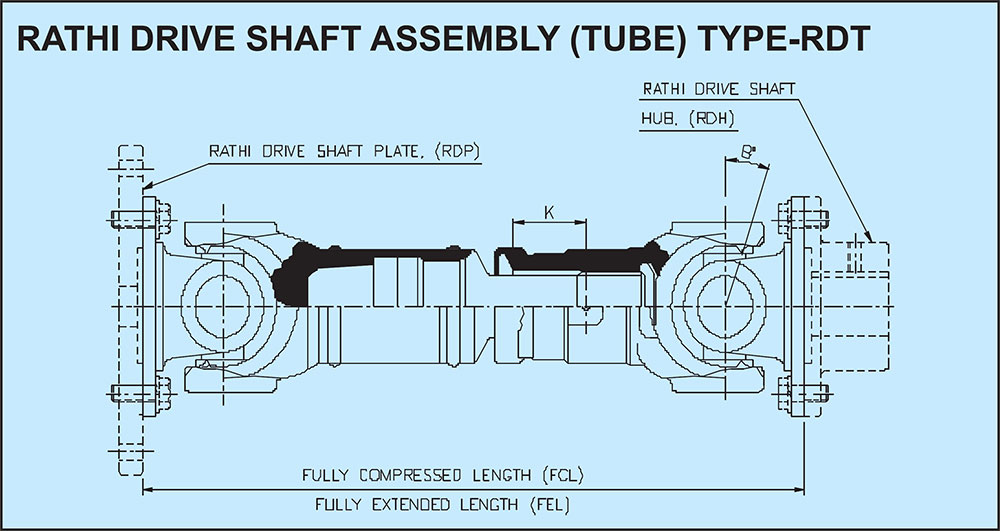 RATHI DRIVE SHAFT ASSEMBLY (TUBE) TYPE-RDT
RATHI DRIVE SHAFT
HUB, (RDH)
RATHI DRIVE SHAFT PLATE, (RDP)
B°
K
FULLY COMPRESSED LENGTH (FCL)
FULLY EXTENDED LENGTH (FEL)